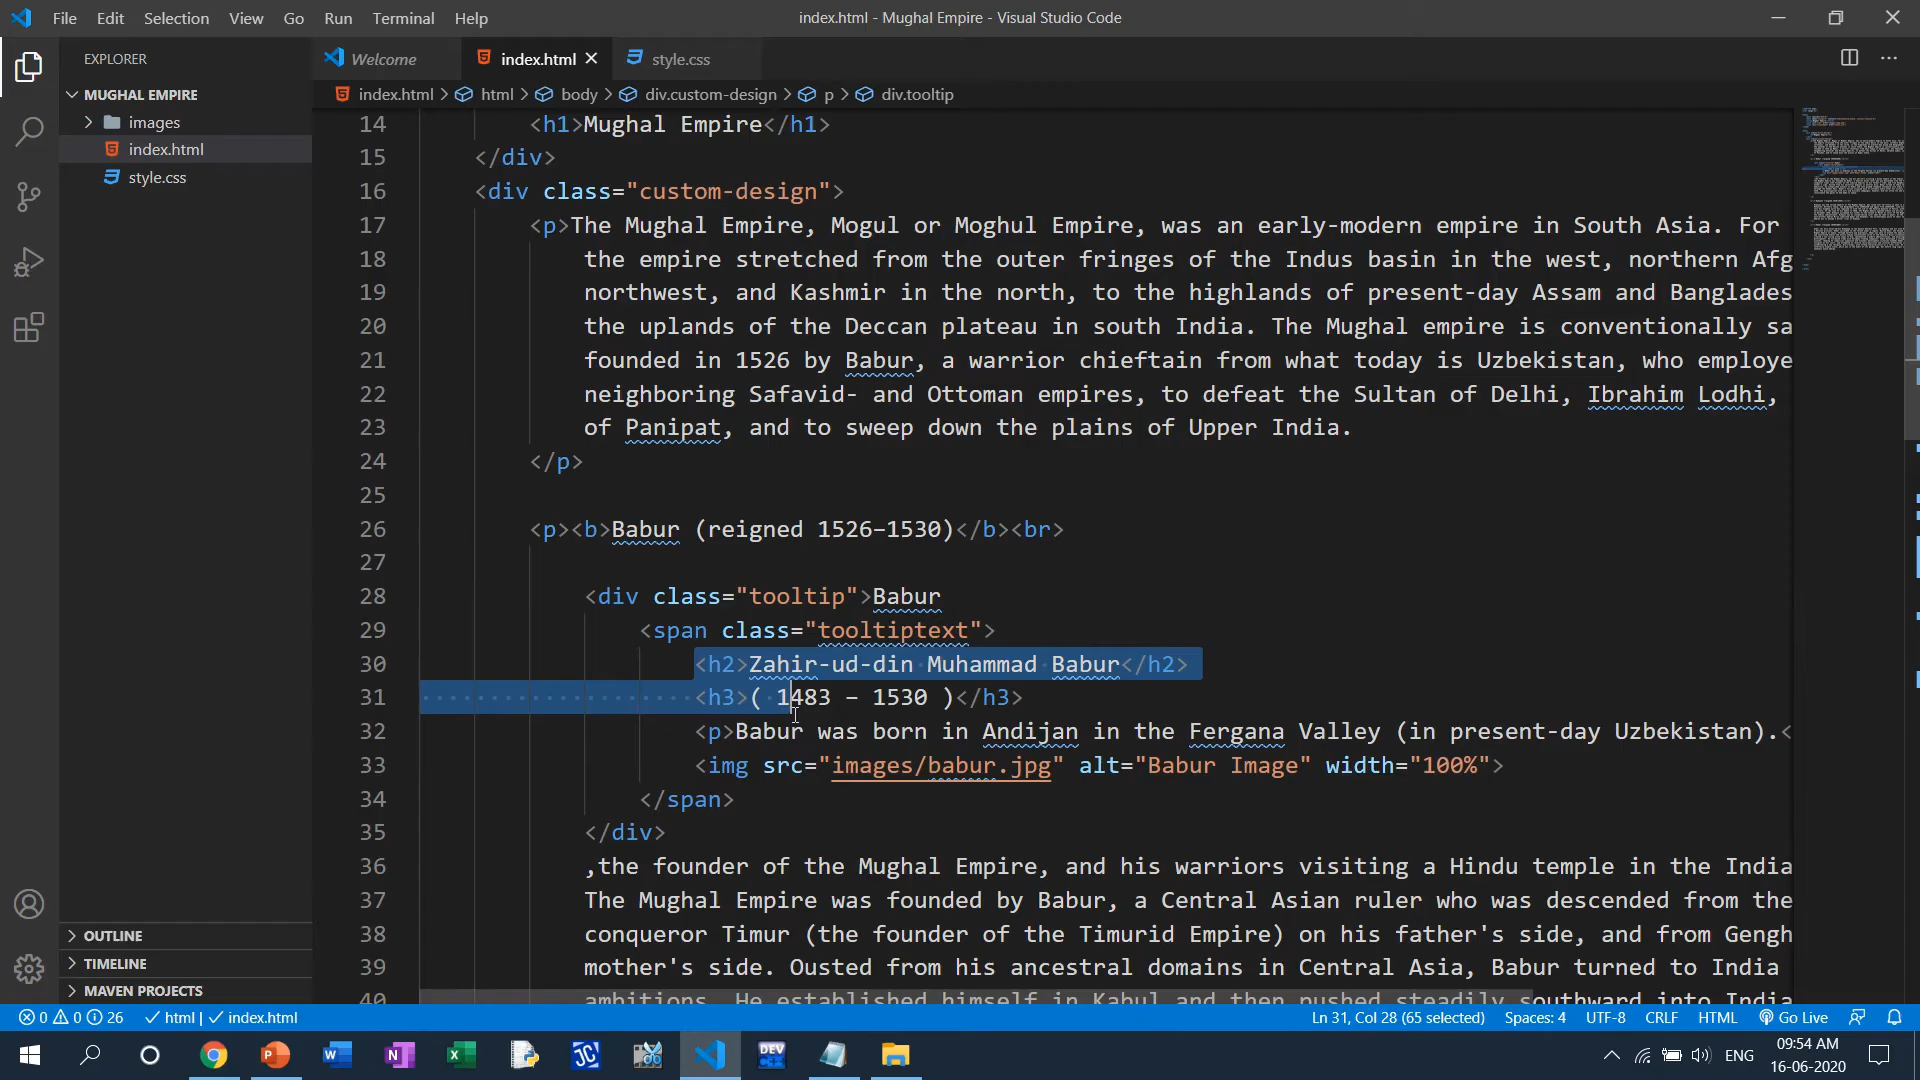 File Edit Selection View Go Run Terminal Help
index.html - Mughal Empire - Visual Studio Code
EXPLORER
Welcome
index.html
style.css
MUGHAL EMPIRE
images
index.html
style.css
index.html > html > body > div.custom-design > p > div.tooltip
14 <h1>Mughal Empire</h1>
15 </div>
16 <div class="custom-design">
17 <p>The Mughal Empire, Mogul or Moghul Empire, was an early-modern empire in South Asia. For
18 the empire stretched from the outer fringes of the Indus basin in the west, northern Afg
19 northwest, and Kashmir in the north, to the highlands of present-day Assam and Banglades
20 the uplands of the Deccan plateau in south India. The Mughal empire is conventionally sa
21 founded in 1526 by Babur, a warrior chieftain from what today is Uzbekistan, who employe
22 neighboring Safavid- and Ottoman empires, to defeat the Sultan of Delhi, Ibrahim Lodhi,
23 of Panipat, and to sweep down the plains of Upper India.
24 </p>
25
26 <p><b>Babur (reigned 1526–1530)</b><br>
27
28 <div class="tooltip">Babur
29 <span class="tooltiptext">
30 <h2>Zahir-ud-din Muhammad Babur</h2>
31 <h3>( 1483 – 1530 )</h3>
32 <p>Babur was born in Andijan in the Fergana Valley (in present-day Uzbekistan).<
33 <img src="images/babur.jpg" alt="Babur Image" width="100%">
34 </span>
35 </div>
36 ,the founder of the Mughal Empire, and his warriors visiting a Hindu temple in the India
37 The Mughal Empire was founded by Babur, a Central Asian ruler who was descended from the
38 conqueror Timur (the founder of the Timurid Empire) on his father's side, and from Gengh
39 mother's side. Ousted from his ancestral domains in Central Asia, Babur turned to India
40 ambitions. He established himself in Kabul and then pushed steadily southward into India
OUTLINE
TIMELINE
MAVEN PROJECTS
0 0 26 html | index.html
Ln 31, Col 28 (65 selected) Spaces: 4 UTF-8 CRLF HTML Go Live
ENG
09:54 AM
16-06-2020